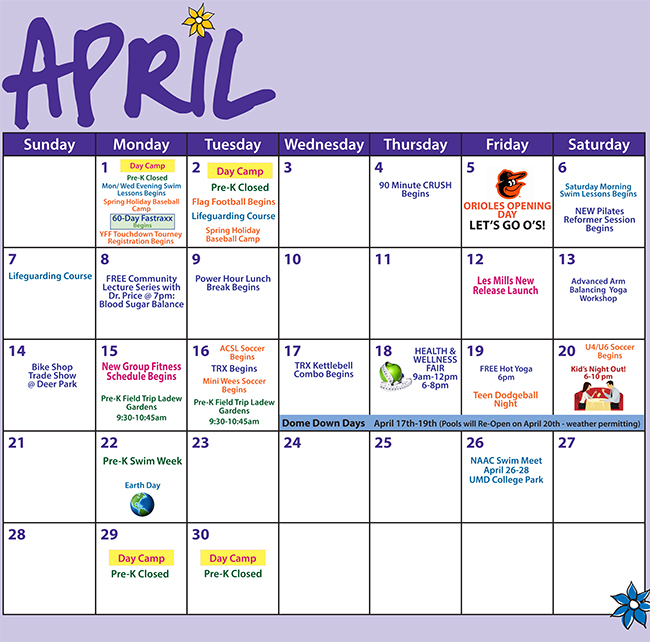 APRIL
Sunday Monday Tuesday Wednesday Thursday Friday Saturday
1
Day Camp
Pre-K Closed
Mon/ Wed Evening Swim
Lessons Begins
Spring Holiday Baseball
Camp
60-Day Fastraxx
Begins
YFF Touchdown Tourney
Registration Begins
2
Day Camp
Pre-K Closed
Flag Football Begins
Lifeguarding Course
Spring Holiday
Baseball Camp
3
4
90 Minute CRUSH
Begins
5
ORIOLES OPENING
DAY
LET'S GO O'S!
6
Saturday Morning
Swim Lessons Begins
NEW Pilates
Reformer Session
Begins
7
Lifeguarding Course
8
FREE Community
Lecture Series with
Dr. Price @ 7pm:
Blood Sugar Balance
9
Power Hour Lunch
Break Begins
10
11
12
Les Mills New
Release Launch
13
Advanced Arm
Balancing Yoga
Workshop
14
Bike Shop
Trade Show
@ Deer Park
15
New Group Fitness
Schedule Begins
Pre-K Field Trip Ladew
Gardens
9:30-10:45am
16
ACSL Soccer
Begins
TRX Begins
Mini Wees Soccer
Begins
Pre-K Field Trip Ladew
Gardens
9:30-10:45am
17
TRX Kettlebell
Combo Begins
18
HEALTH &
WELLNESS
FAIR
9am-12pm
6-8pm
19
FREE Hot Yoga
6pm
Teen Dodgeball
Night
20
U4/U6 Soccer
Begins
Kid's Night Out!
6-10 pm
Dome Down Days April 17th-19th (Pools will Re-Open on April 20th - weather permitting)
21
22
Pre-K Swim Week
Earth Day
23
24
25
26
NAAC Swim Meet
April 26-28
UMD College Park
27
28
29
Day Camp
Pre-K Closed
30
Day Camp
Pre-K Closed